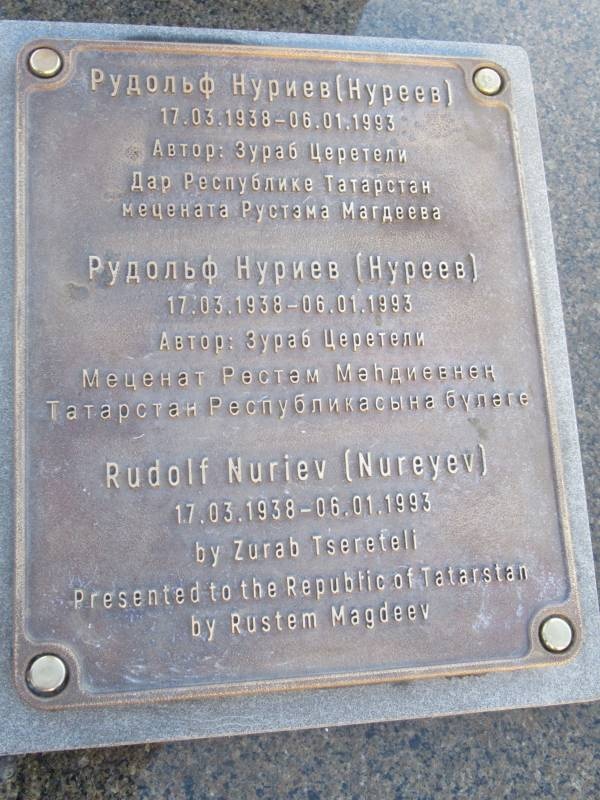 Рудольф Нуриев(Нуреев)
17.03.1938–06.01.1993
Автор: Зураб Церетели
Дар Республике Татарстан
мецената Рустэма Магдеева
Рудольф Нуриев (Нуреев)
17.03.1938–06.01.1993
Автор: Зураб Церетели
Меценат Рөстәм Мәһдиевнең
Татарстан Республикасына бүләге
Rudolf Nuriev (Nureyev)
17.03.1938–06.01.1993
by Zurab Tsereteli
Presented to the Republic of Tatarstan
by Rustem Magdeev